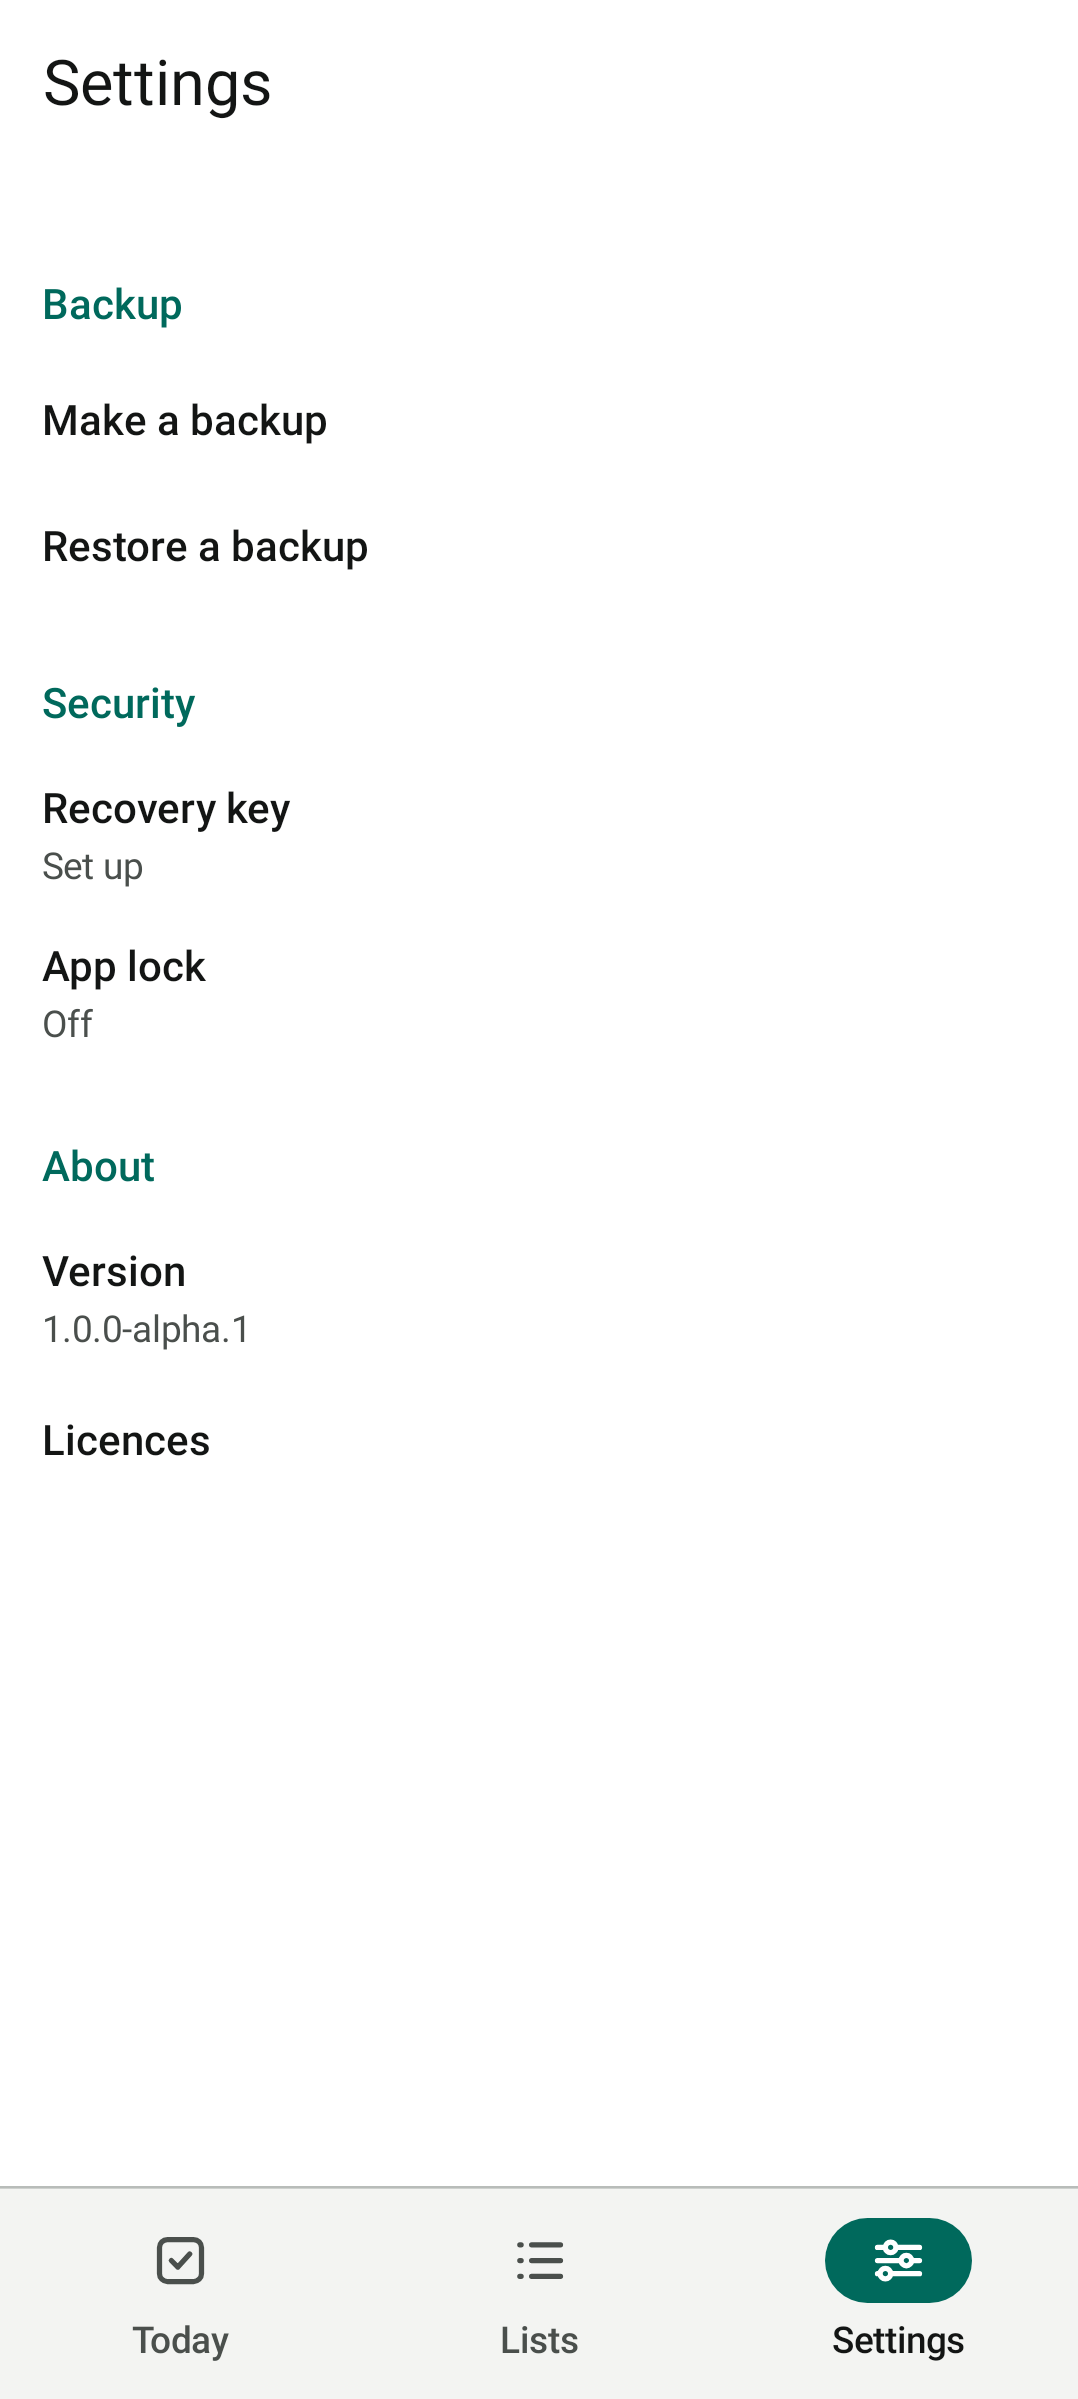 Settings
Backup
Make a backup
Restore a backup
Security
Recovery key
Set up
App lock
Off
About
Version
1.0.0-alpha.1
Licences
Today
Lists
Settings